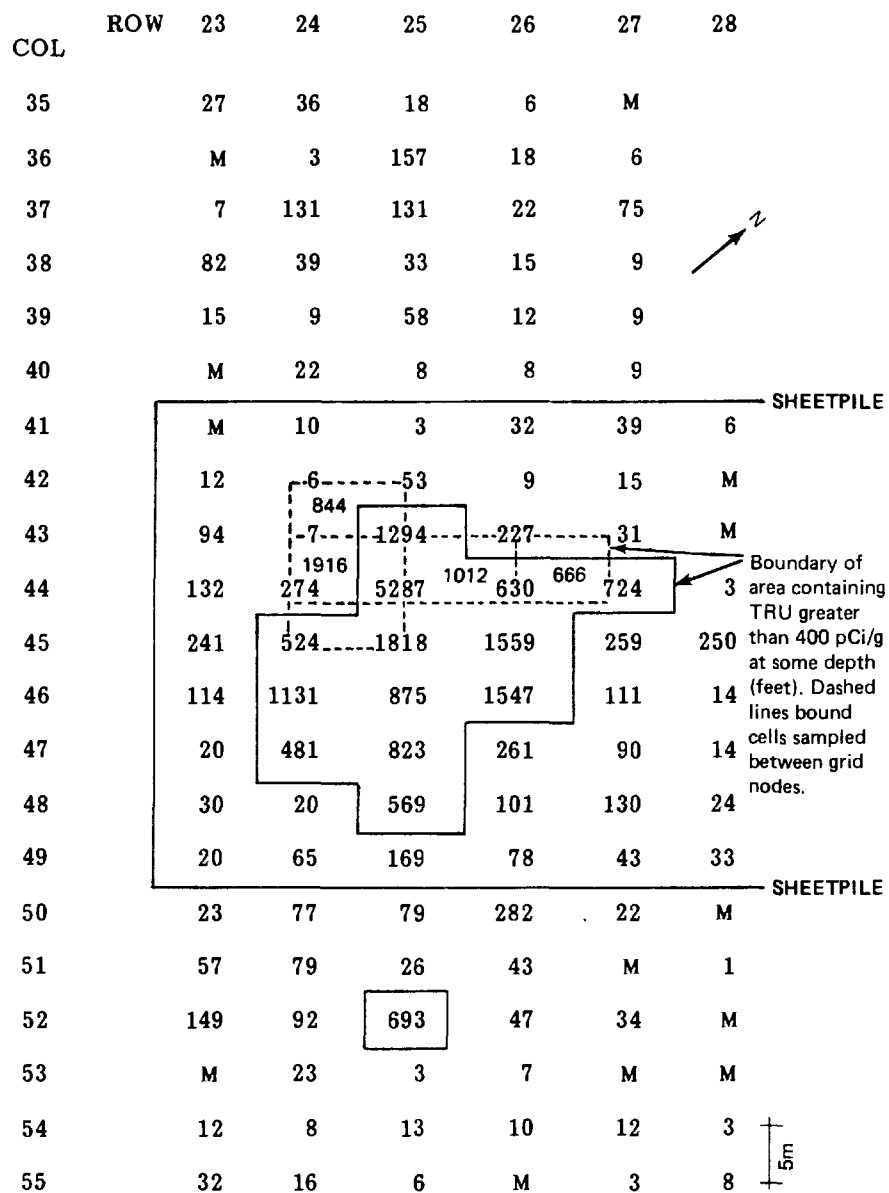 ROW 23 24 25 26 27 28
COL
35 27 36 18 6 M
36 M 3 157 18 6
37 7 131 131 22 75
N
38 82 39 33 15 9
39 15 9 58 12 9
40 M 22 8 8 9
SHEETPILE
41 M 10 3 32 39 6
42 12 6 53 9 15 M
844
43 94 7 1294 227 31 M
1916 1012 666
44 132 274 5287 630 724 3
45 241 524 1818 1559 259 250
46 114 1131 875 1547 111 14
47 20 481 823 261 90 14
48 30 20 569 101 130 24
49 20 65 169 78 43 33
Boundary of
area containing
TRU greater
than 400 pCi/g
at some depth
(feet). Dashed
lines bound
cells sampled
between grid
nodes.
SHEETPILE
50 23 77 79 282 22 M
51 57 79 26 43 M 1
52 149 92 693 47 34 M
53 M 23 3 7 M M
54 12 8 13 10 12 3
5m
55 32 16 6 M 3 8